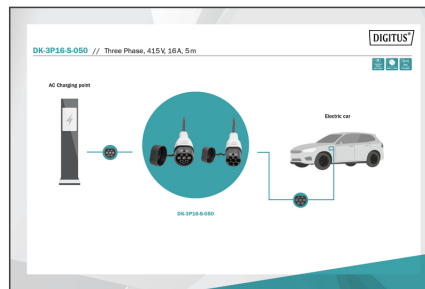 DIGITUS®
DK-3P16-S-050 // Three Phase, 415 V, 16 A, 5 m
AC Charging point
Electric car
DK-3P16-S-050